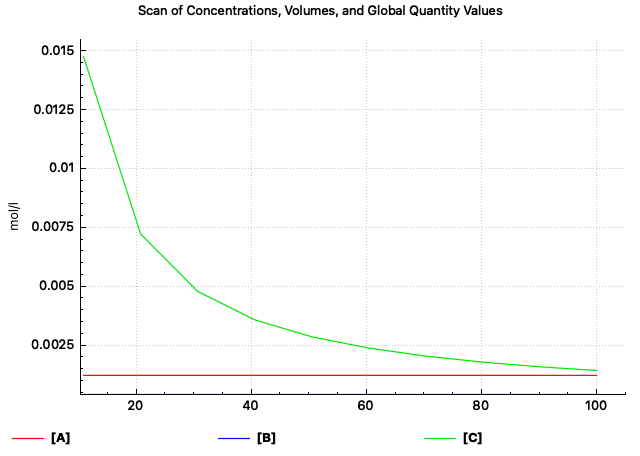 Scan of Concentrations, Volumes, and Global Quantity Values
0.015
0.0125
0.01
0.0075
0.005
0.0025
mol/l
20 40 60 80 100
[A] [B] [C]